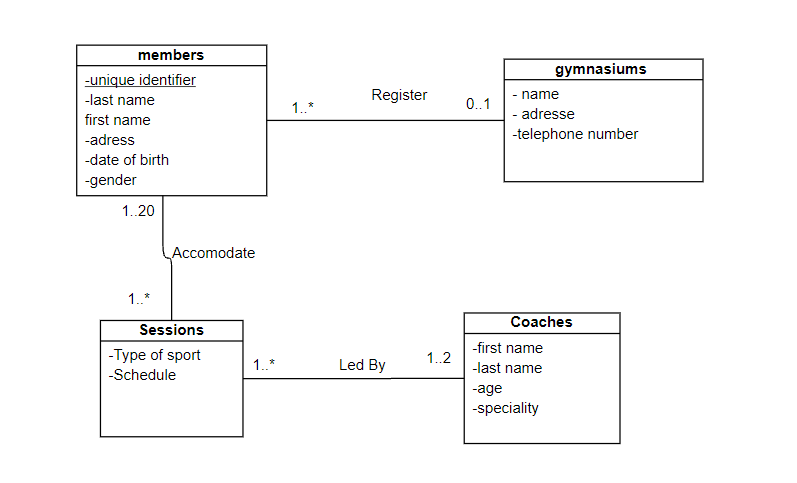 members
-unique identifier
-last name
first name
-adress
-date of birth
-gender
1..*
Register
0..1
gymnasiums
- name
- adresse
-telephone number
1..20
Accomodate
1..*
Sessions
-Type of sport
-Schedule
1..*
Led By
1..2
Coaches
-first name
-last name
-age
-speciality